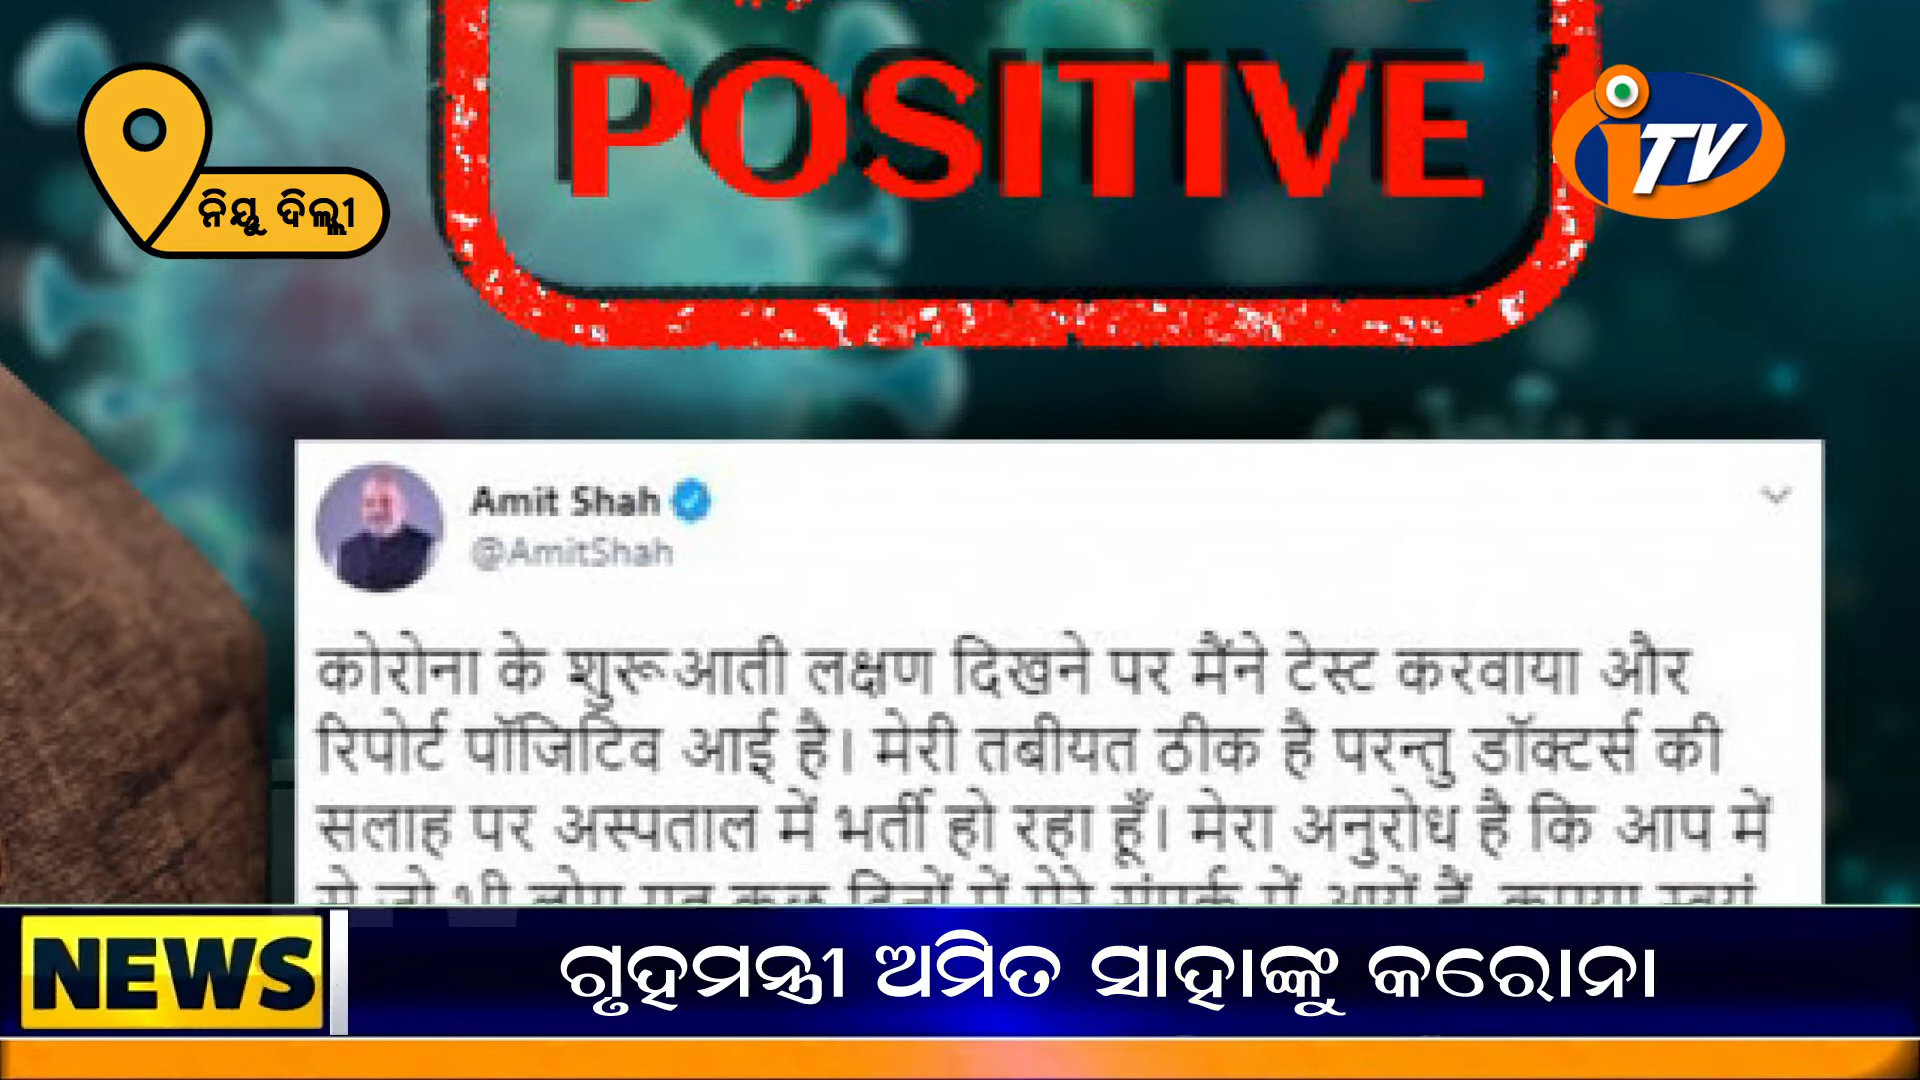 POSITIVE
iTV
ନିୟୁ ଦିଲ୍ଲୀ
Amit Shah
@AmitShah
कोरोना के शुरूआती लक्षण दिखने पर मैंने टेस्ट करवाया और
रिपोर्ट पॉजिटिव आई है। मेरी तबीयत ठीक है परन्तु डॉक्टर्स की
सलाह पर अस्पताल में भर्ती हो रहा हूँ। मेरा अनुरोध है कि आप में
NEWS
ଗୃହମନ୍ତ୍ରୀ ଅମିତ ସାହାଙ୍କୁ କରୋନା